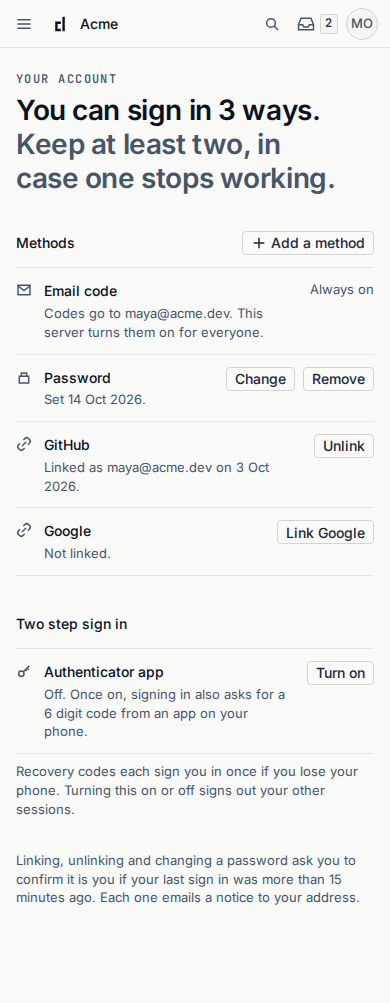 Acme
2
MO
YOUR ACCOUNT
You can sign in 3 ways.
Keep at least two, in
case one stops working.
Methods
Add a method
Email code
Always on
Codes go to maya@acme.dev. This
server turns them on for everyone.
Password
Change
Remove
Set 14 Oct 2026.
GitHub
Unlink
Linked as maya@acme.dev on 3 Oct
2026.
Google
Link Google
Not linked.
Two step sign in
Authenticator app
Turn on
Off. Once on, signing in also asks for a
6 digit code from an app on your
phone.
Recovery codes each sign you in once if you lose your
phone. Turning this on or off signs out your other
sessions.
Linking, unlinking and changing a password ask you to
confirm it is you if your last sign in was more than 15
minutes ago. Each one emails a notice to your address.